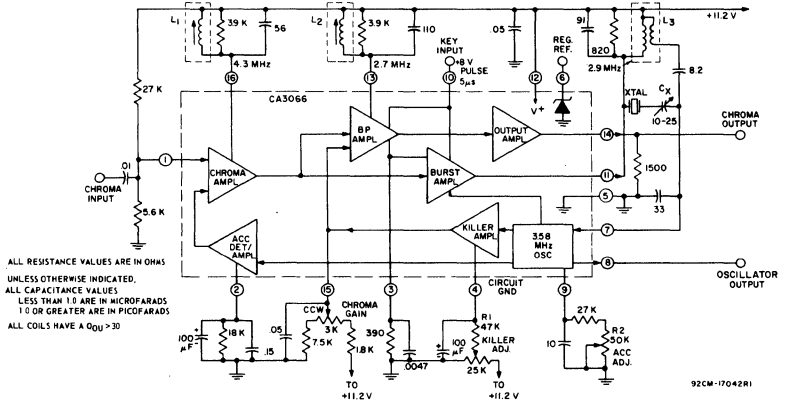 L1
3.9 K
56
4.3 MHz
L2
3.9 K
110
2.7 MHz
KEY
INPUT
+8 V
PULSE
5µs
.05
REG.
REF.
91
820
L3
2.9 MHz
+11.2 V
8.2
16
13
10
12
6
27 K
CA3066
V+
XTAL
CX
10-25
BP
AMPL
OUTPUT
AMPL
14
CHROMA
OUTPUT
.01
CHROMA
INPUT
1
CHROMA
AMPL
BURST
AMPL
11
1500
5
33
5.6 K
ACC
DET/
AMPL
KILLER
AMPL
3.58
MHz
OSC
7
8
OSCILLATOR
OUTPUT
ALL RESISTANCE VALUES ARE IN OHMS
UNLESS OTHERWISE INDICATED,
ALL CAPACITANCE VALUES
LESS THAN 1.0 ARE IN MICROFARADS
1.0 OR GREATER ARE IN PICOFARADS
ALL COILS HAVE A QOU >30
2
15
3
4
CIRCUIT
GND
9
100
µF
18 K
.15
.05
CCW
CHROMA
GAIN
3K
7.5 K
1.8 K
TO
+11.2 V
390
.0047
100
µF
R1
47 K
KILLER
ADJ.
25 K
TO
+11.2 V
10
27 K
R2
50K
ACC
ADJ.
92CM-17042R1